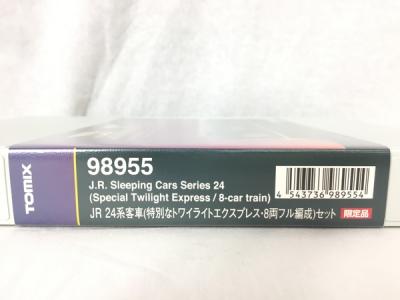 TOMIX
98955
J.R. Sleeping Cars Series 24
(Special Twilight Express / 8-car train)
JR 24系客車(特別なトワイライトエクスプレス・8両フル編成)セット 限定品
4 543736 989554